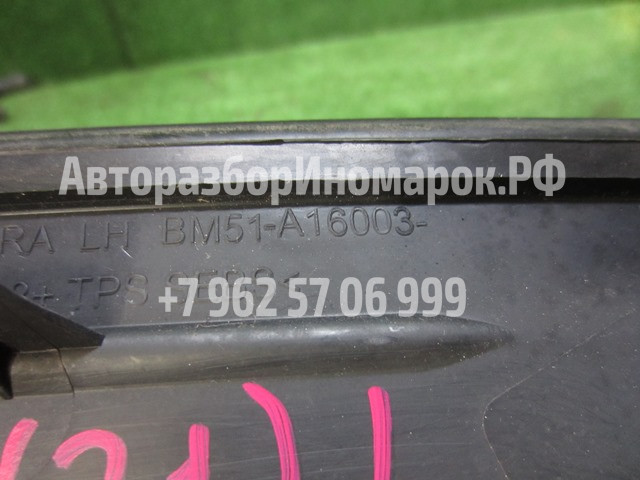 АвторазборИномарок.РФ
RA LH BM51-A16003-
+ TPS
+7 962 57 06 999